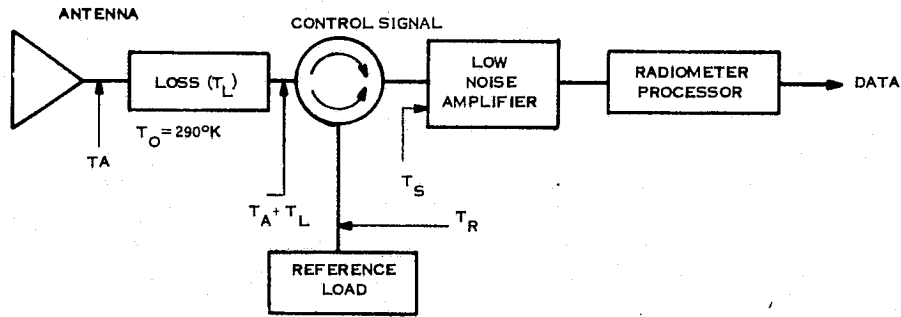 ANTENNA
CONTROL SIGNAL
LOSS (T_L)
LOW
NOISE
AMPLIFIER
RADIOMETER
PROCESSOR
DATA
T_O = 290°K
TA
T_S
T_A + T_L
T_R
REFERENCE
LOAD